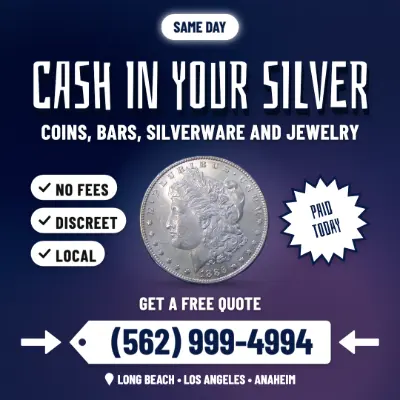 SAME DAY
CASH IN YOUR SILVER
COINS, BARS, SILVERWARE AND JEWELRY
NO FEES
DISCREET
LOCAL
PAID
TODAY
GET A FREE QUOTE
(562) 999-4994
LONG BEACH • LOS ANGELES • ANAHEIM